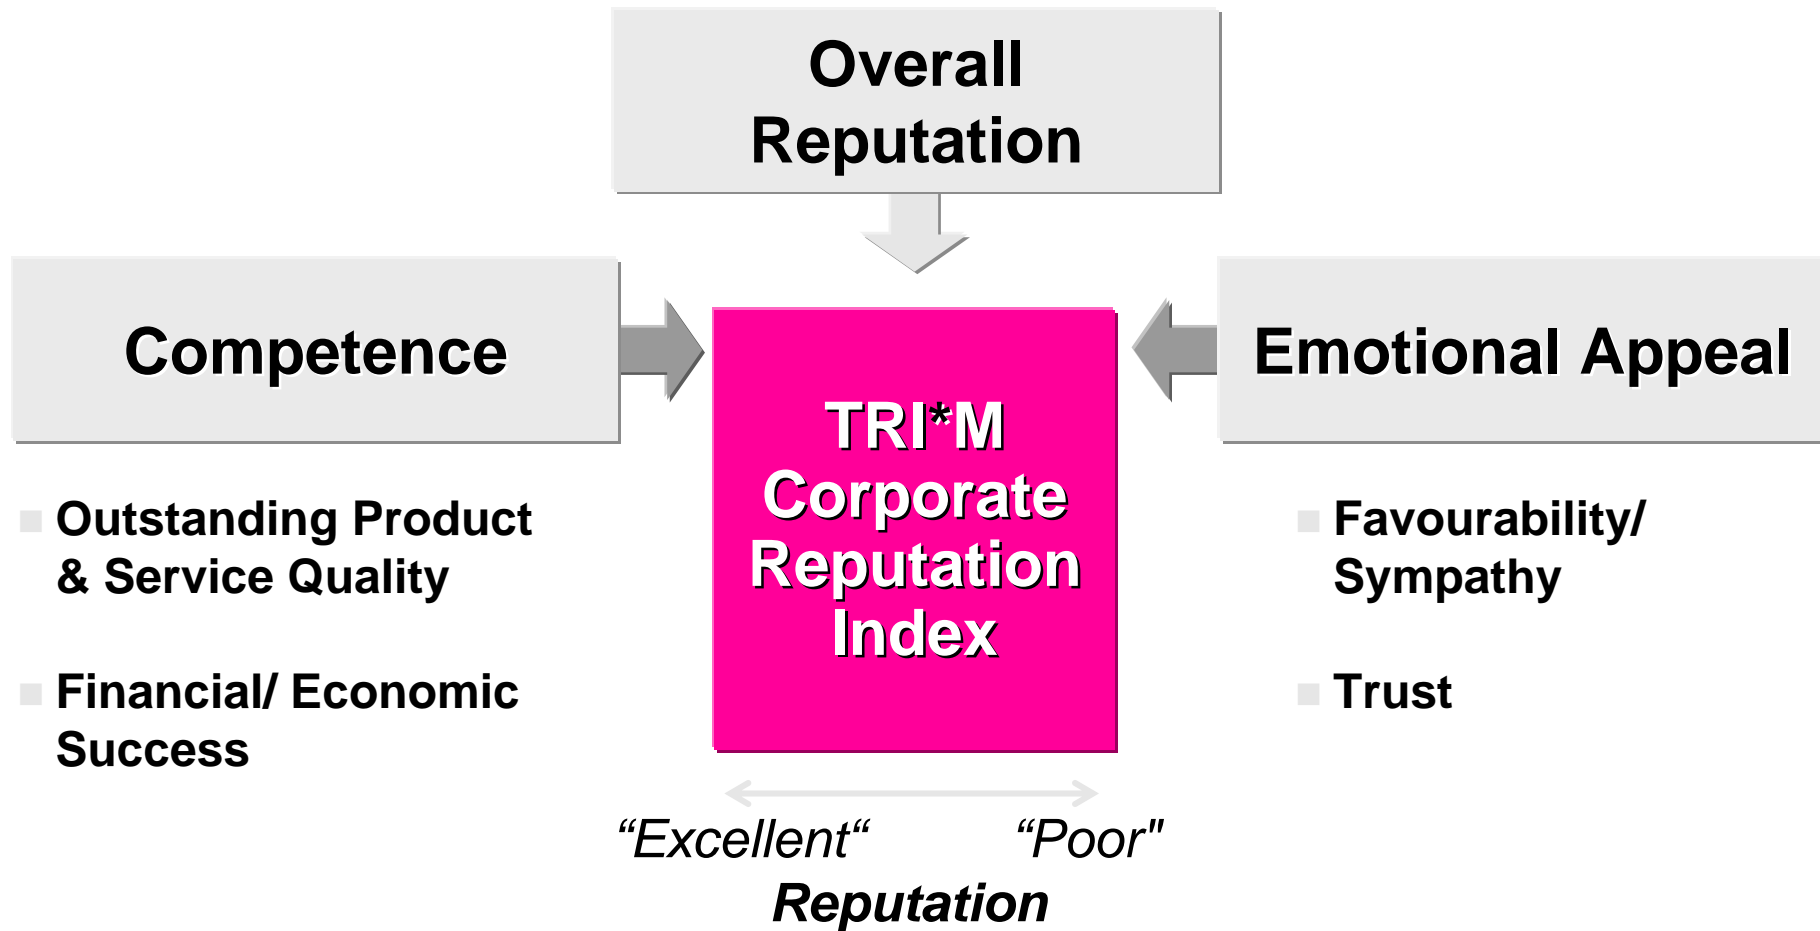 Overall
Reputation
Competence
Emotional Appeal
TRI*M
Corporate
Reputation
Index
Outstanding Product
& Service Quality
Financial/ Economic
Success
Favourability/
Sympathy
Trust
“Excellent“ “Poor"
Reputation